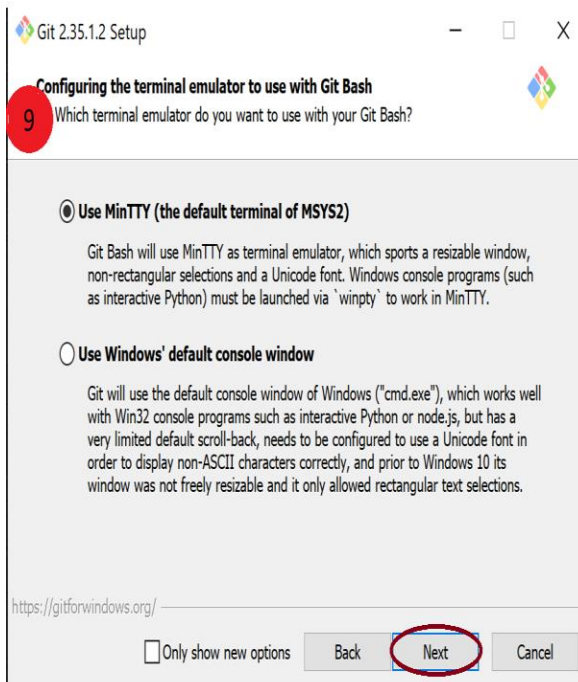 Git 2.35.1.2 Setup
Configuring the terminal emulator to use with Git Bash
9
Which terminal emulator do you want to use with your Git Bash?
Use MinTTY (the default terminal of MSYS2)
Git Bash will use MinTTY as terminal emulator, which sports a resizable window,
non-rectangular selections and a Unicode font. Windows console programs (such
as interactive Python) must be launched via `winpty` to work in MinTTY.
Use Windows' default console window
Git will use the default console window of Windows ("cmd.exe"), which works well
with Win32 console programs such as interactive Python or node.js, but has a
very limited default scroll-back, needs to be configured to use a Unicode font in
order to display non-ASCII characters correctly, and prior to Windows 10 its
window was not freely resizable and it only allowed rectangular text selections.
https://gitforwindows.org/
Only show new options Back Next Cancel